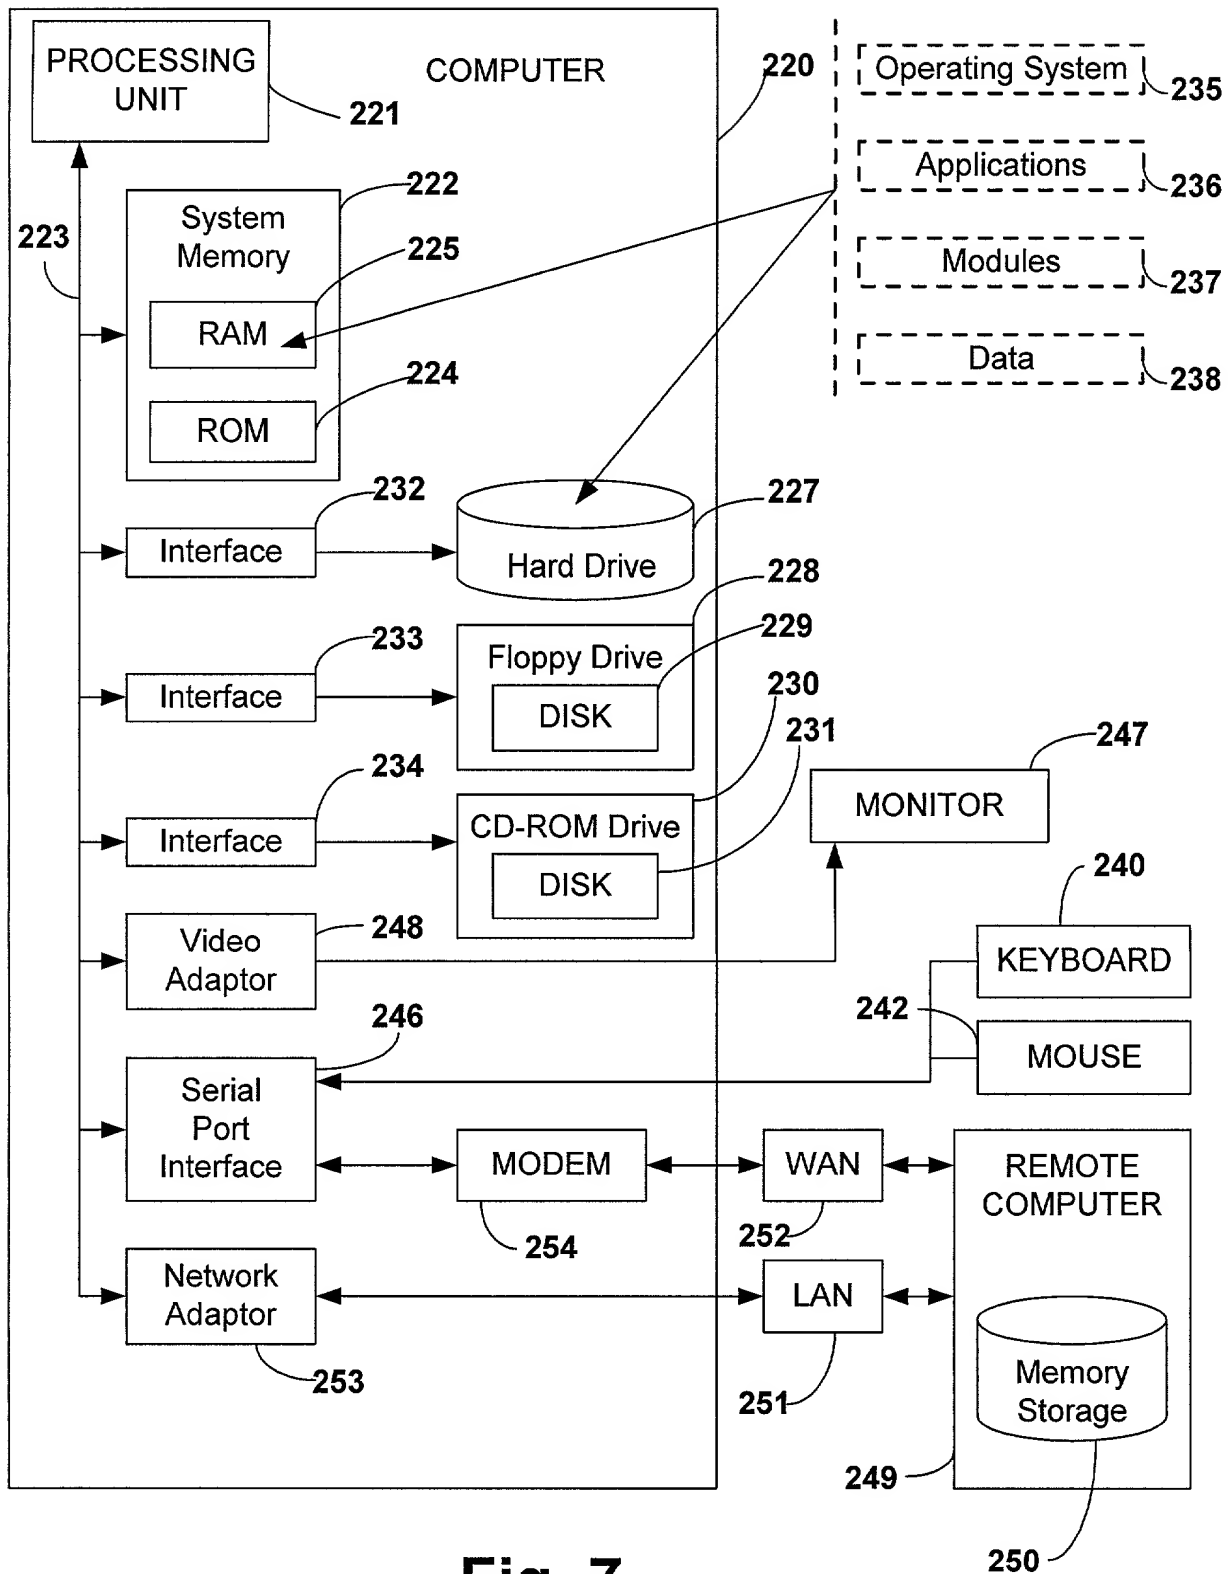 PROCESSING
UNIT
221
COMPUTER
220
Operating System
235
Applications
236
Modules
237
Data
238
223
222
System
Memory
225
RAM
224
ROM
232
Interface
227
Hard Drive
228
233
Interface
229
Floppy Drive
DISK
230
231
234
Interface
CD-ROM Drive
DISK
247
MONITOR
248
Video
Adaptor
240
KEYBOARD
242
MOUSE
246
Serial
Port
Interface
MODEM
254
WAN
252
REMOTE
COMPUTER
Network
Adaptor
253
LAN
251
Memory
Storage
249
250
Fig. 7